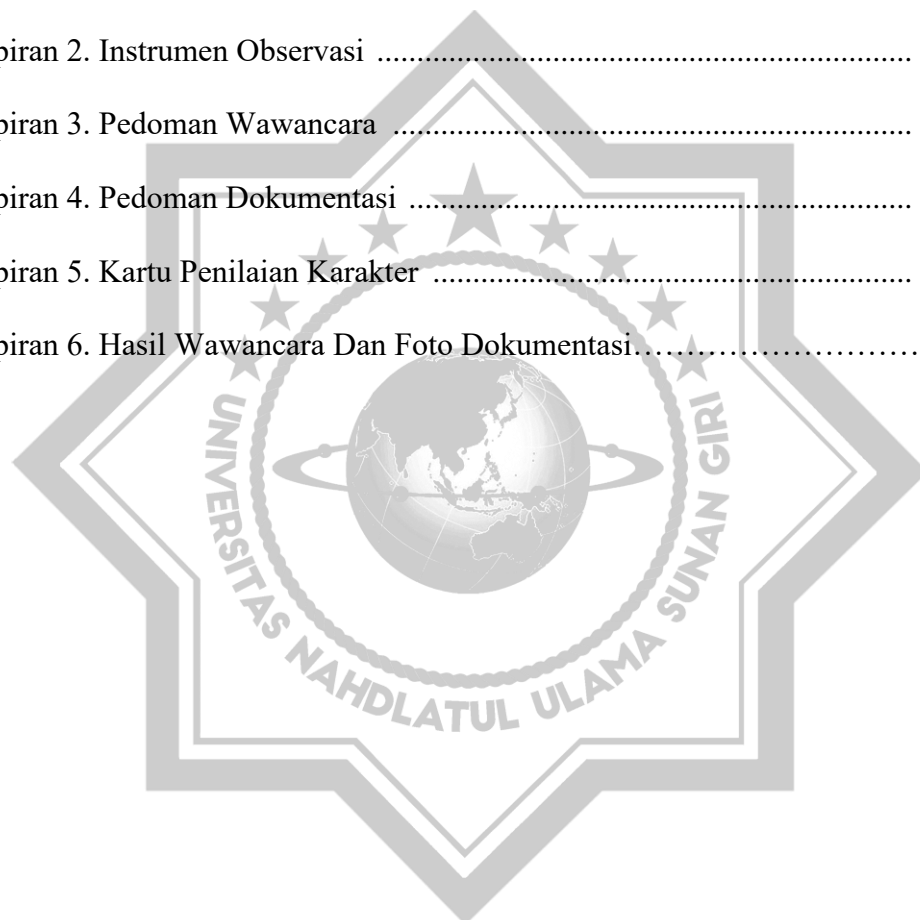 piran 2. Instrumen Observasi ....................................................................
piran 3. Pedoman Wawancara ..................................................................
piran 4. Pedoman Dokumentasi ................................................................
piran 5. Kartu Penilaian Karakter .............................................................
piran 6. Hasil Wawancara Dan Foto Dokumentasi……………………….
UNIVERSITAS NAHDLATUL ULAMA SUNAN GIRI